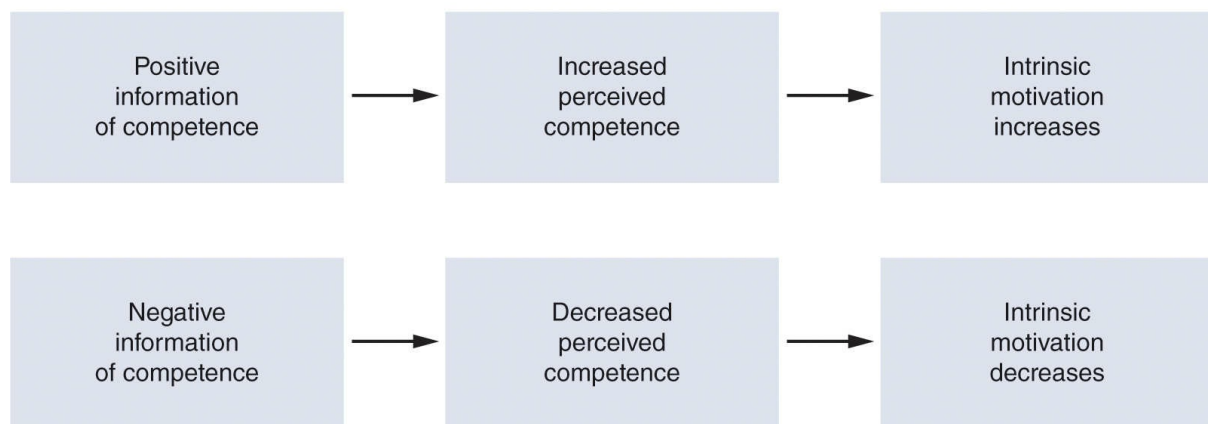 Positive
information
of competence
Increased
perceived
competence
Intrinsic
motivation
increases
Negative
information
of competence
Decreased
perceived
competence
Intrinsic
motivation
decreases